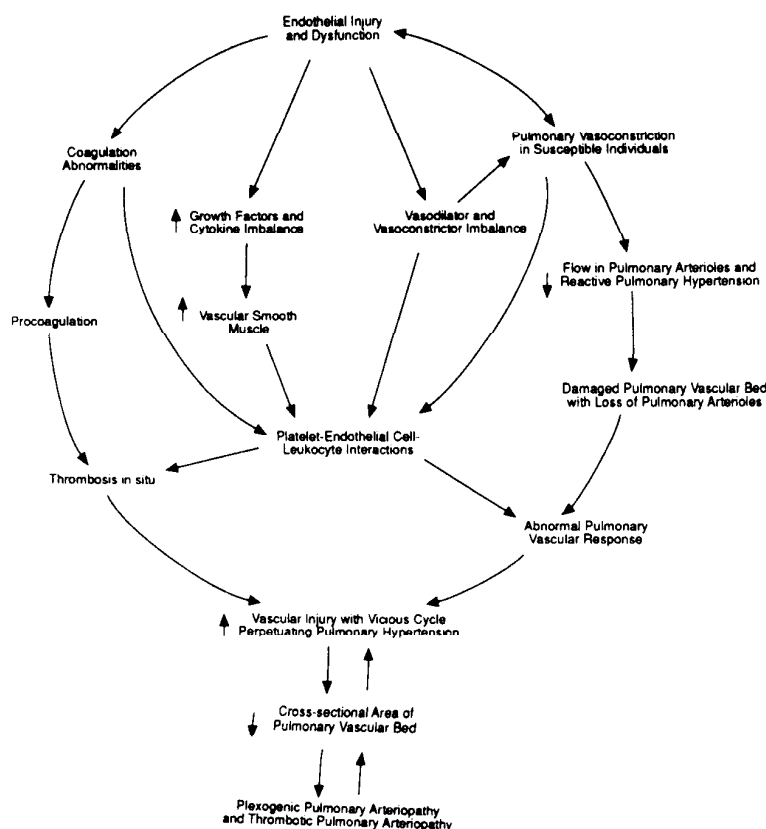 Endothelial Injury
and Dysfunction
Coagulation
Abnormalities
Pulmonary Vasoconstriction
in Susceptible Individuals
Growth Factors and
Cytokine Imbalance
Vasodilator and
Vasoconstrictor Imbalance
Flow in Pulmonary Arterioles and
Reactive Pulmonary Hypertension
Procoagulation
Vascular Smooth
Muscle
Damaged Pulmonary Vascular Bed
with Loss of Pulmonary Arterioles
Platelet-Endothelial Cell-
Leukocyte Interactions
Thrombosis in situ
Abnormal Pulmonary
Vascular Response
Vascular Injury with Vicious Cycle
Perpetuating Pulmonary Hypertension
Cross-sectional Area of
Pulmonary Vascular Bed
Plexogenic Pulmonary Arteriopathy
and Thrombotic Pulmonary Arteriopathy